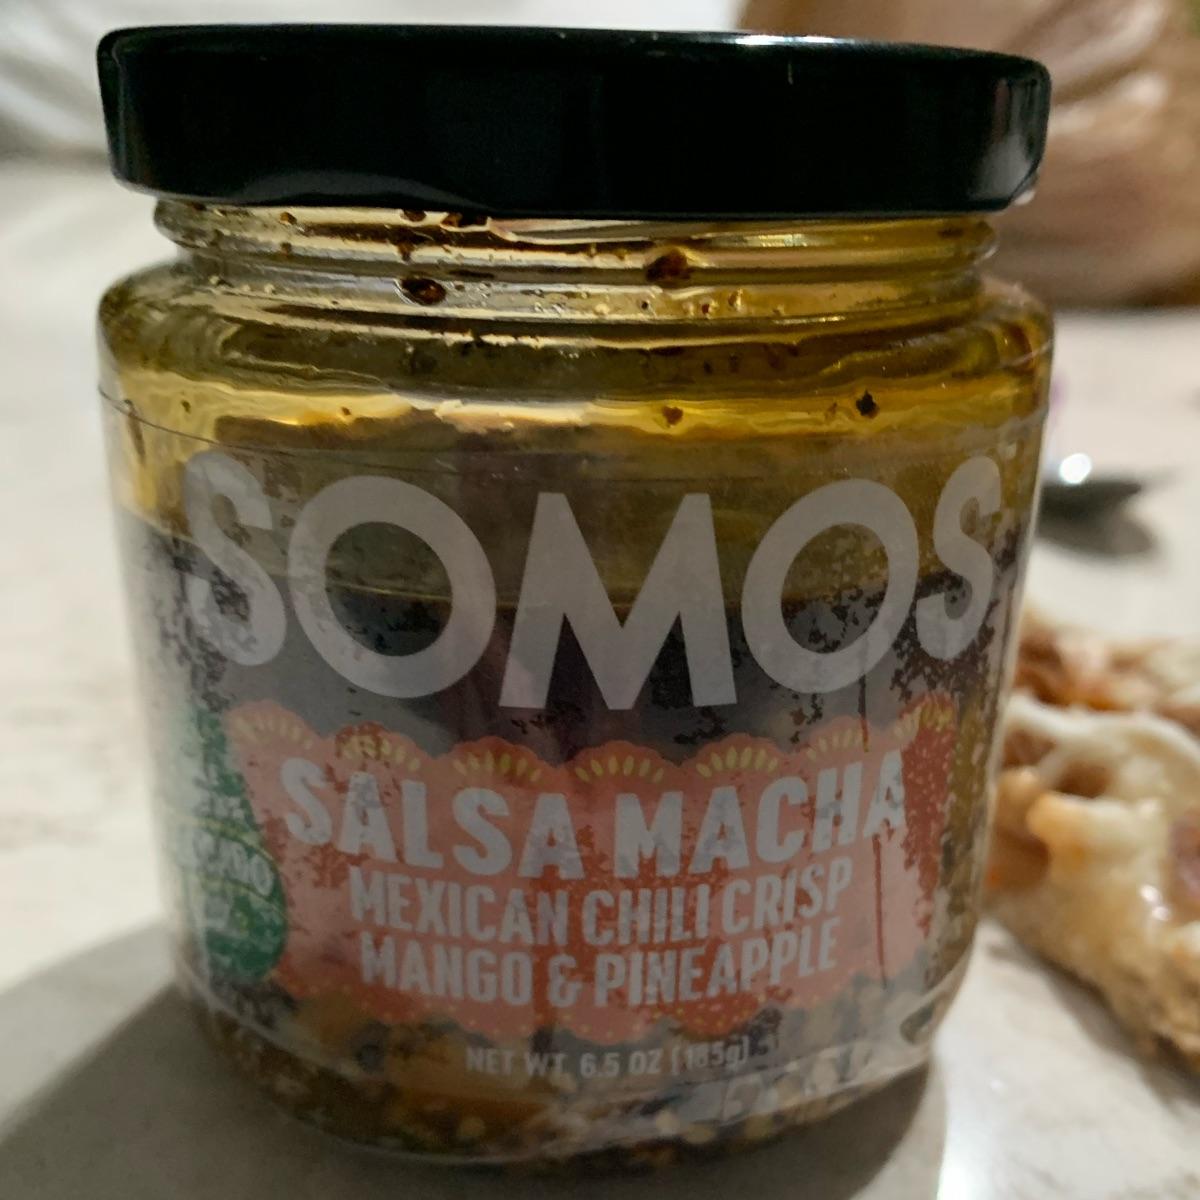 SOMOS
SALSA MACHA
MEXICAN CHILI CRISP
MANGO & PINEAPPLE
NET WT. 6.5 OZ (185g)